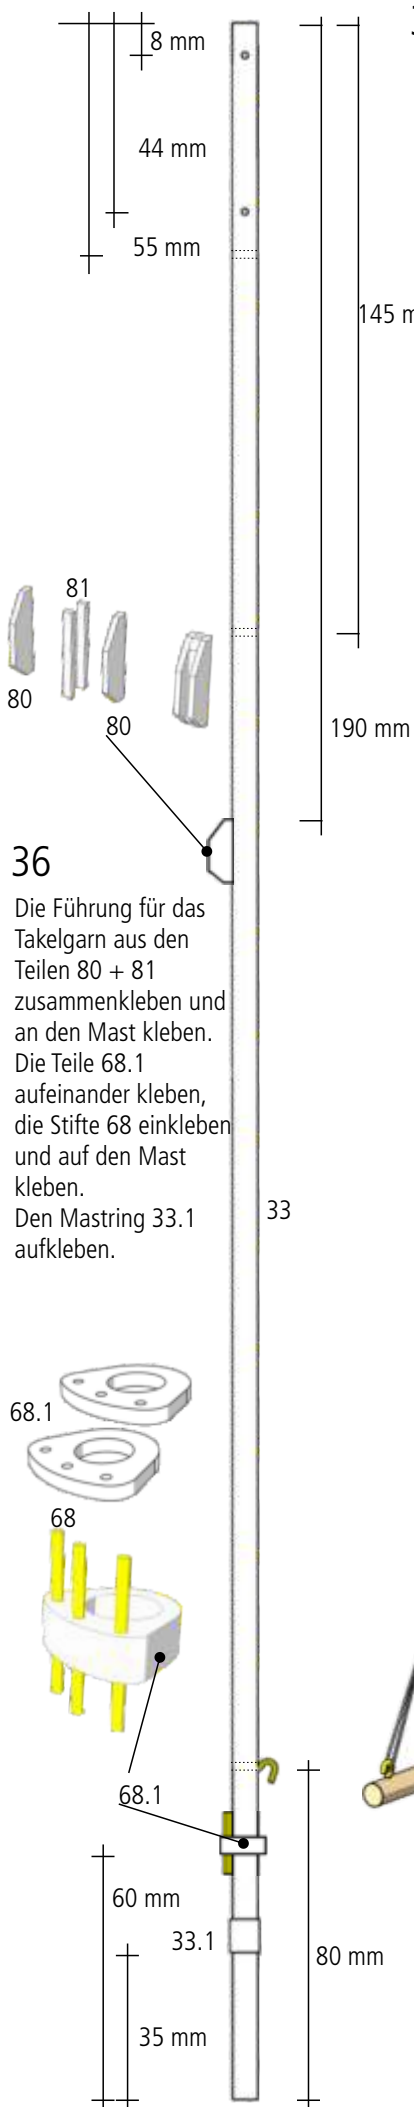 8 mm
44 mm
55 mm
145 m
81
80
80
190 mm
36
Die Führung für das
Takelgarn aus den
Teilen 80 + 81
zusammenkleben und
an den Mast kleben.
Die Teile 68.1
aufeinander kleben,
die Stifte 68 einkleben
und auf den Mast
kleben.
Den Mastring 33.1
aufkleben.
33
68.1
68
68.1
60 mm
33.1
80 mm
35 mm